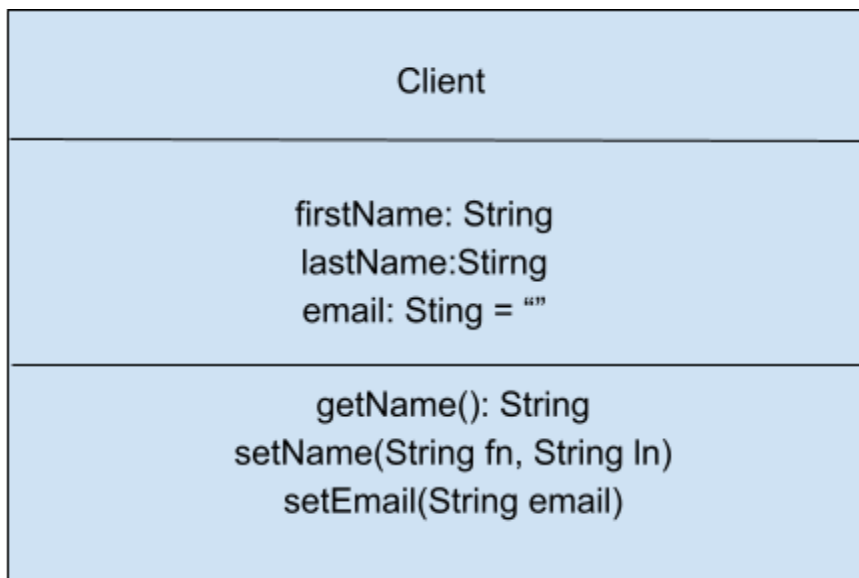 Client
firstName: String
lastName:Stirng
email: Sting = “”
getName(): String
setName(String fn, String ln)
setEmail(String email)